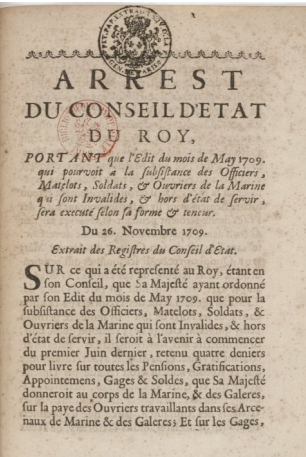 ARREST
DU CONSEIL D'ETAT
DU ROY,
PORTANT que l'Edit du mois de May 1709.
qui pourvoit à la subsistance des Officiers,
Matelots, Soldats, & Ouvriers de la Marine
qui sont Invalides, & hors d'état de servir,
sera executé selon sa forme & teneur.
Du 26. Novembre 1709.
Extrait des Registres du Conseil d'Etat.
SUR ce qui a été representé au Roy, étant en
son Conseil, que Sa Majesté ayant ordonné
par son Edit du mois de May 1709. que pour la
subsistance des Officiers, Matelots, Soldats, &
Ouvriers de la Marine qui sont Invalides, & hors
d'état de servir, il seroit à l'avenir à commencer
du premier Juin dernier, retenu quatre deniers
pour livre sur toutes les Pensions, Gratifications,
Appointemens, Gages & Soldes, que Sa Majesté
donneroit au corps de la Marine, & des Galeres,
sur la paye des Ouvriers travaillants dans ses Arce-
naux de Marine & des Galeres; Et sur les Gages,